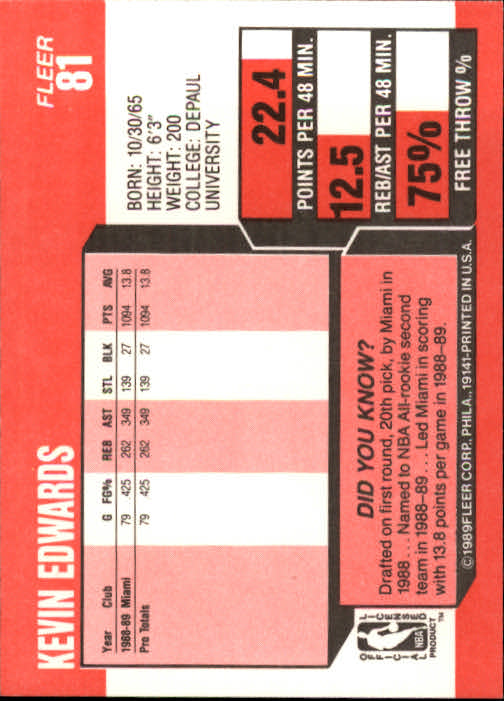 KEVIN EDWARDS
FLEER
81
Year Club G FG% REB AST STL BLK PTS AVG
1988-89 Miami 79 .425 262 349 139 27 1094 13.8
Pro Totals 79 .425 262 349 139 27 1094 13.8
BORN: 10/30/65
HEIGHT: 6'3"
WEIGHT: 200
COLLEGE: DEPAUL
UNIVERSITY
22.4
POINTS PER 48 MIN.
12.5
REB/AST PER 48 MIN.
75%
FREE THROW %
DID YOU KNOW?
Drafted on first round, 20th pick, by Miami in
1988 . . . Named to NBA All-rookie second
team in 1988-89 . . . Led Miami in scoring
with 13.8 points per game in 1988-89.
OFFICIAL
LICENSED
NBA
PRODUCT™
©1989FLEER CORP., PHILA., 19141-PRINTED IN U.S.A.